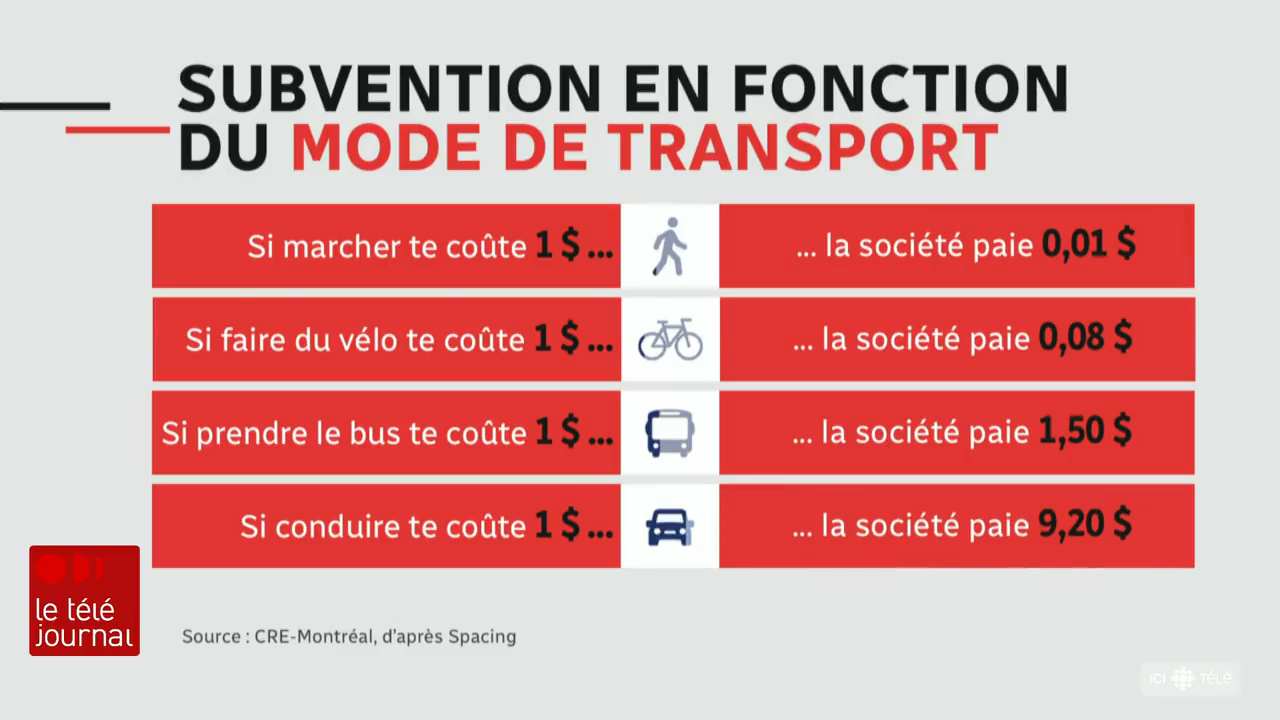 SUBVENTION EN FONCTION
DU MODE DE TRANSPORT
Si marcher te coûte 1 $ ... ... la société paie 0,01 $
Si faire du vélo te coûte 1 $ ... ... la société paie 0,08 $
Si prendre le bus te coûte 1 $ ... ... la société paie 1,50 $
Si conduire te coûte 1 $ ... ... la société paie 9,20 $
le télé
journal
Source : CRE-Montréal, d'après Spacing
ICI TÉLÉ